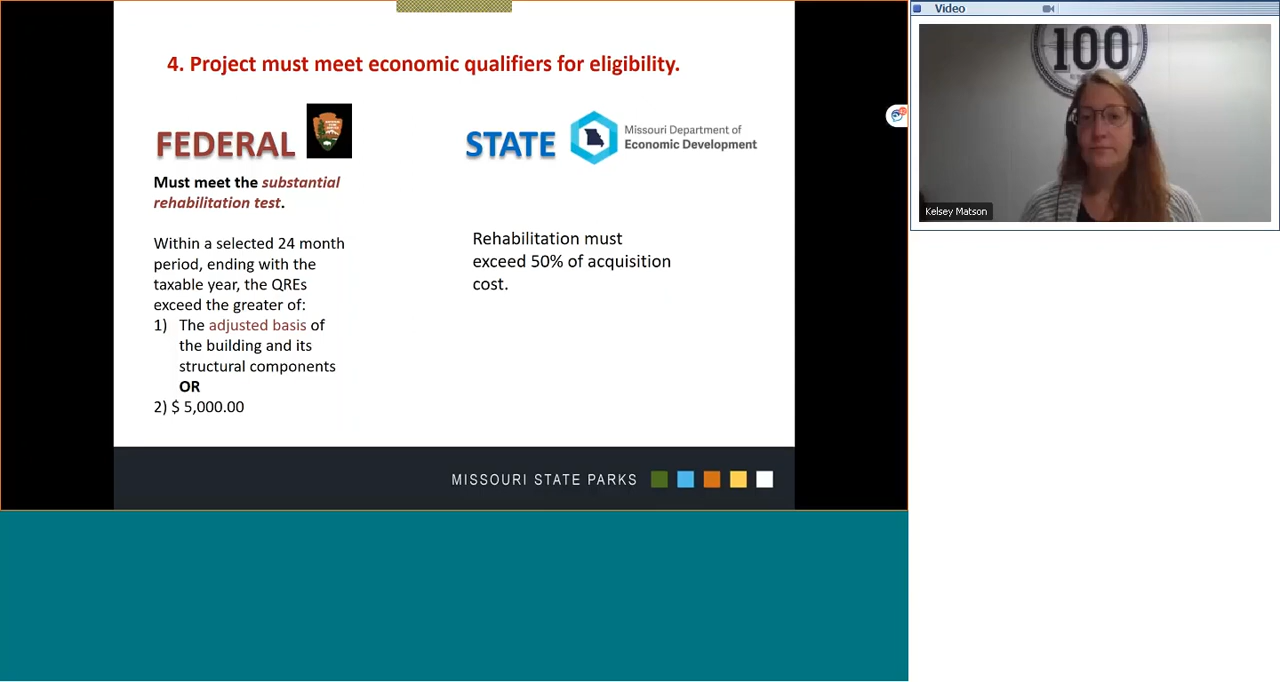 4. Project must meet economic qualifiers for eligibility.
FEDERAL
Must meet the substantial
rehabilitation test.
Within a selected 24 month
period, ending with the
taxable year, the QREs
exceed the greater of:
1) The adjusted basis of
the building and its
structural components
OR
2) $ 5,000.00
STATE
Missouri Department of
Economic Development
Rehabilitation must
exceed 50% of acquisition
cost.
MISSOURI STATE PARKS
Video
100
Kelsey Matson